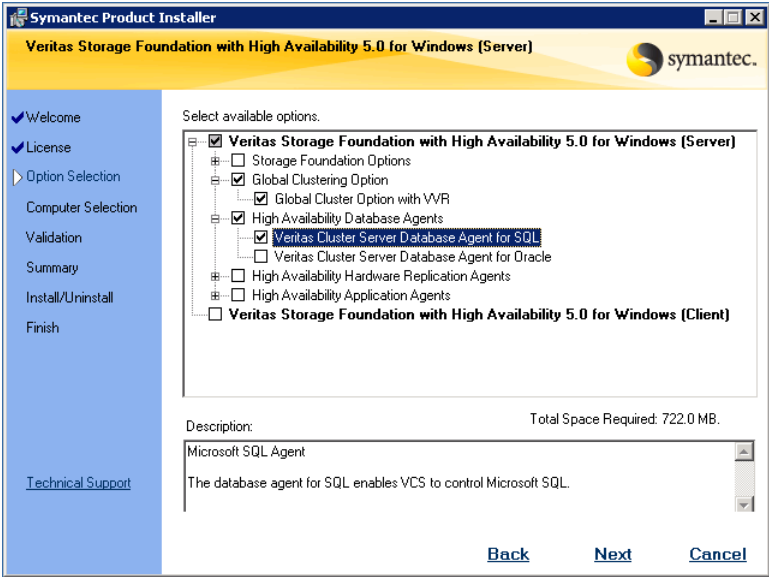 Symantec Product Installer
Veritas Storage Foundation with High Availability 5.0 for Windows (Server)
symantec.
Welcome
License
Option Selection
Computer Selection
Validation
Summary
Install/Uninstall
Finish
Technical Support
Select available options.
Veritas Storage Foundation with High Availability 5.0 for Windows (Server)
Storage Foundation Options
Global Clustering Option
Global Cluster Option with VVR
High Availability Database Agents
Veritas Cluster Server Database Agent for SQL
Veritas Cluster Server Database Agent for Oracle
High Availability Hardware Replication Agents
High Availability Application Agents
Veritas Storage Foundation with High Availability 5.0 for Windows (Client)
Total Space Required: 722.0 MB.
Description:
Microsoft SQL Agent
The database agent for SQL enables VCS to control Microsoft SQL.
Back Next Cancel